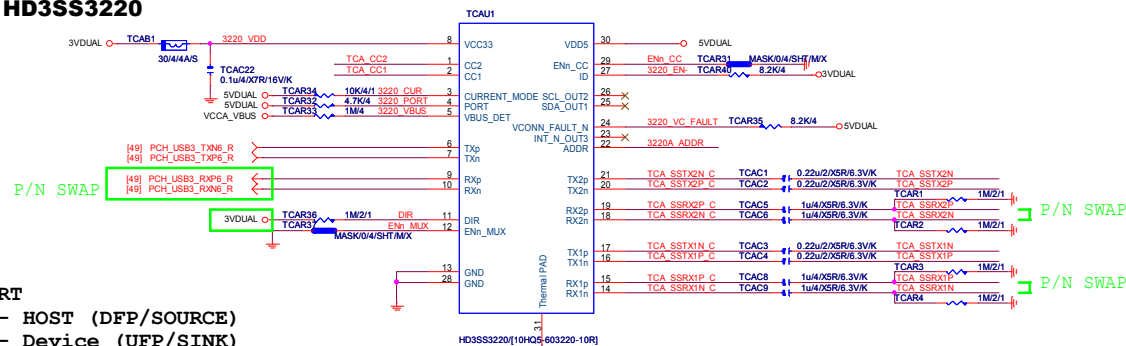 HD3SS3220
TCAU1
3VDUAL TCAB1 3220_VDD 8 VCC33 VDD5 30 5VDUAL
30/4/4A/S
TCAC22
0.1u/4/X7R/16V/K
TCA_CC2 1 CC2 ENn_CC 29 ENn_CC TCAR31 MASK/0/4/SHT/M/X
TCA_CC1 2 CC1 ID 27 3220_EN- TCAR40 8.2K/4 3VDUAL
5VDUAL TCAR34 10K/4/1 3220_CUR 3 CURRENT_MODE SCL_OUT2 26
5VDUAL TCAR32 4.7K/4 3220_PORT 4 PORT SDA_OUT1 25
VCCA_VBUS TCAR33 1M/4 3220_VBUS 5 VBUS_DET
VCONN_FAULT_N 24 3220_VC_FAULT TCAR35 8.2K/4 5VDUAL
INT_N_OUT3 23
ADDR 22 3220A_ADDR
[49] PCH_USB3_TXN6_R 6 TXp
[49] PCH_USB3_TXP6_R 7 TXn
P/N SWAP
[49] PCH_USB3_RXP6_R 9 RXp
[49] PCH_USB3_RXN6_R 10 RXn
TX2p 21 TCA_SSTX2N_C TCAC1 0.22u/2/X5R/6.3V/K TCA_SSTX2N
TX2n 20 TCA_SSTX2P_C TCAC2 0.22u/2/X5R/6.3V/K TCA_SSTX2P
TCAR1 1M/2/1
RX2p 19 TCA_SSRX2P_C TCAC5 1u/4/X5R/6.3V/K TCA_SSRX2P
RX2n 18 TCA_SSRX2N_C TCAC6 1u/4/X5R/6.3V/K TCA_SSRX2N
TCAR2 1M/2/1
P/N SWAP
3VDUAL TCAR36 1M/2/1 DIR 11 DIR
TCAR37 ENn_MUX 12 ENn_MUX
MASK/0/4/SHT/M/X
TX1p 17 TCA_SSTX1N_C TCAC3 0.22u/2/X5R/6.3V/K TCA_SSTX1N
TX1n 16 TCA_SSTX1P_C TCAC4 0.22u/2/X5R/6.3V/K TCA_SSTX1P
TCAR3 1M/2/1
13 GND
28 GND
RX1p 15 TCA_SSRX1P_C TCAC8 1u/4/X5R/6.3V/K TCA_SSRX1P
RX1n 14 TCA_SSRX1N_C TCAC9 1u/4/X5R/6.3V/K TCA_SSRX1N
TCAR4 1M/2/1
P/N SWAP
Thermal PAD
31
HD3SS3220/[10HQ5-603220-10R]
RT
- HOST (DFP/SOURCE)
- Device (UFP/SINK)